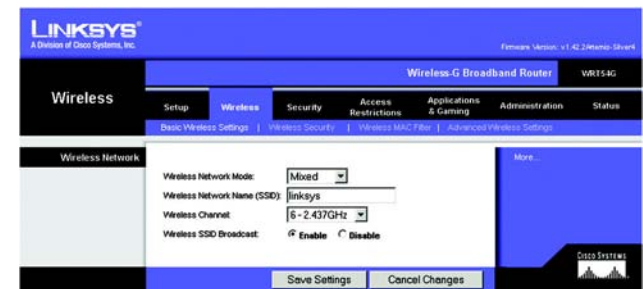 LINKSYS®
A Division of Cisco Systems, Inc.
Firmware Version: v1.42.2Artemis-Silver4
Wireless-G Broadband Router
WRT54G
Wireless
Setup
Wireless
Security
Access Restrictions
Applications & Gaming
Administration
Status
Basic Wireless Settings | Wireless Security | Wireless MAC Filter | Advanced Wireless Settings
Wireless Network
Wireless Network Mode: Mixed
Wireless Network Name (SSID): linksys
Wireless Channel: 6 - 2.437GHz
Wireless SSID Broadcast: Enable Disable
More...
Save Settings
Cancel Changes
CISCO SYSTEMS